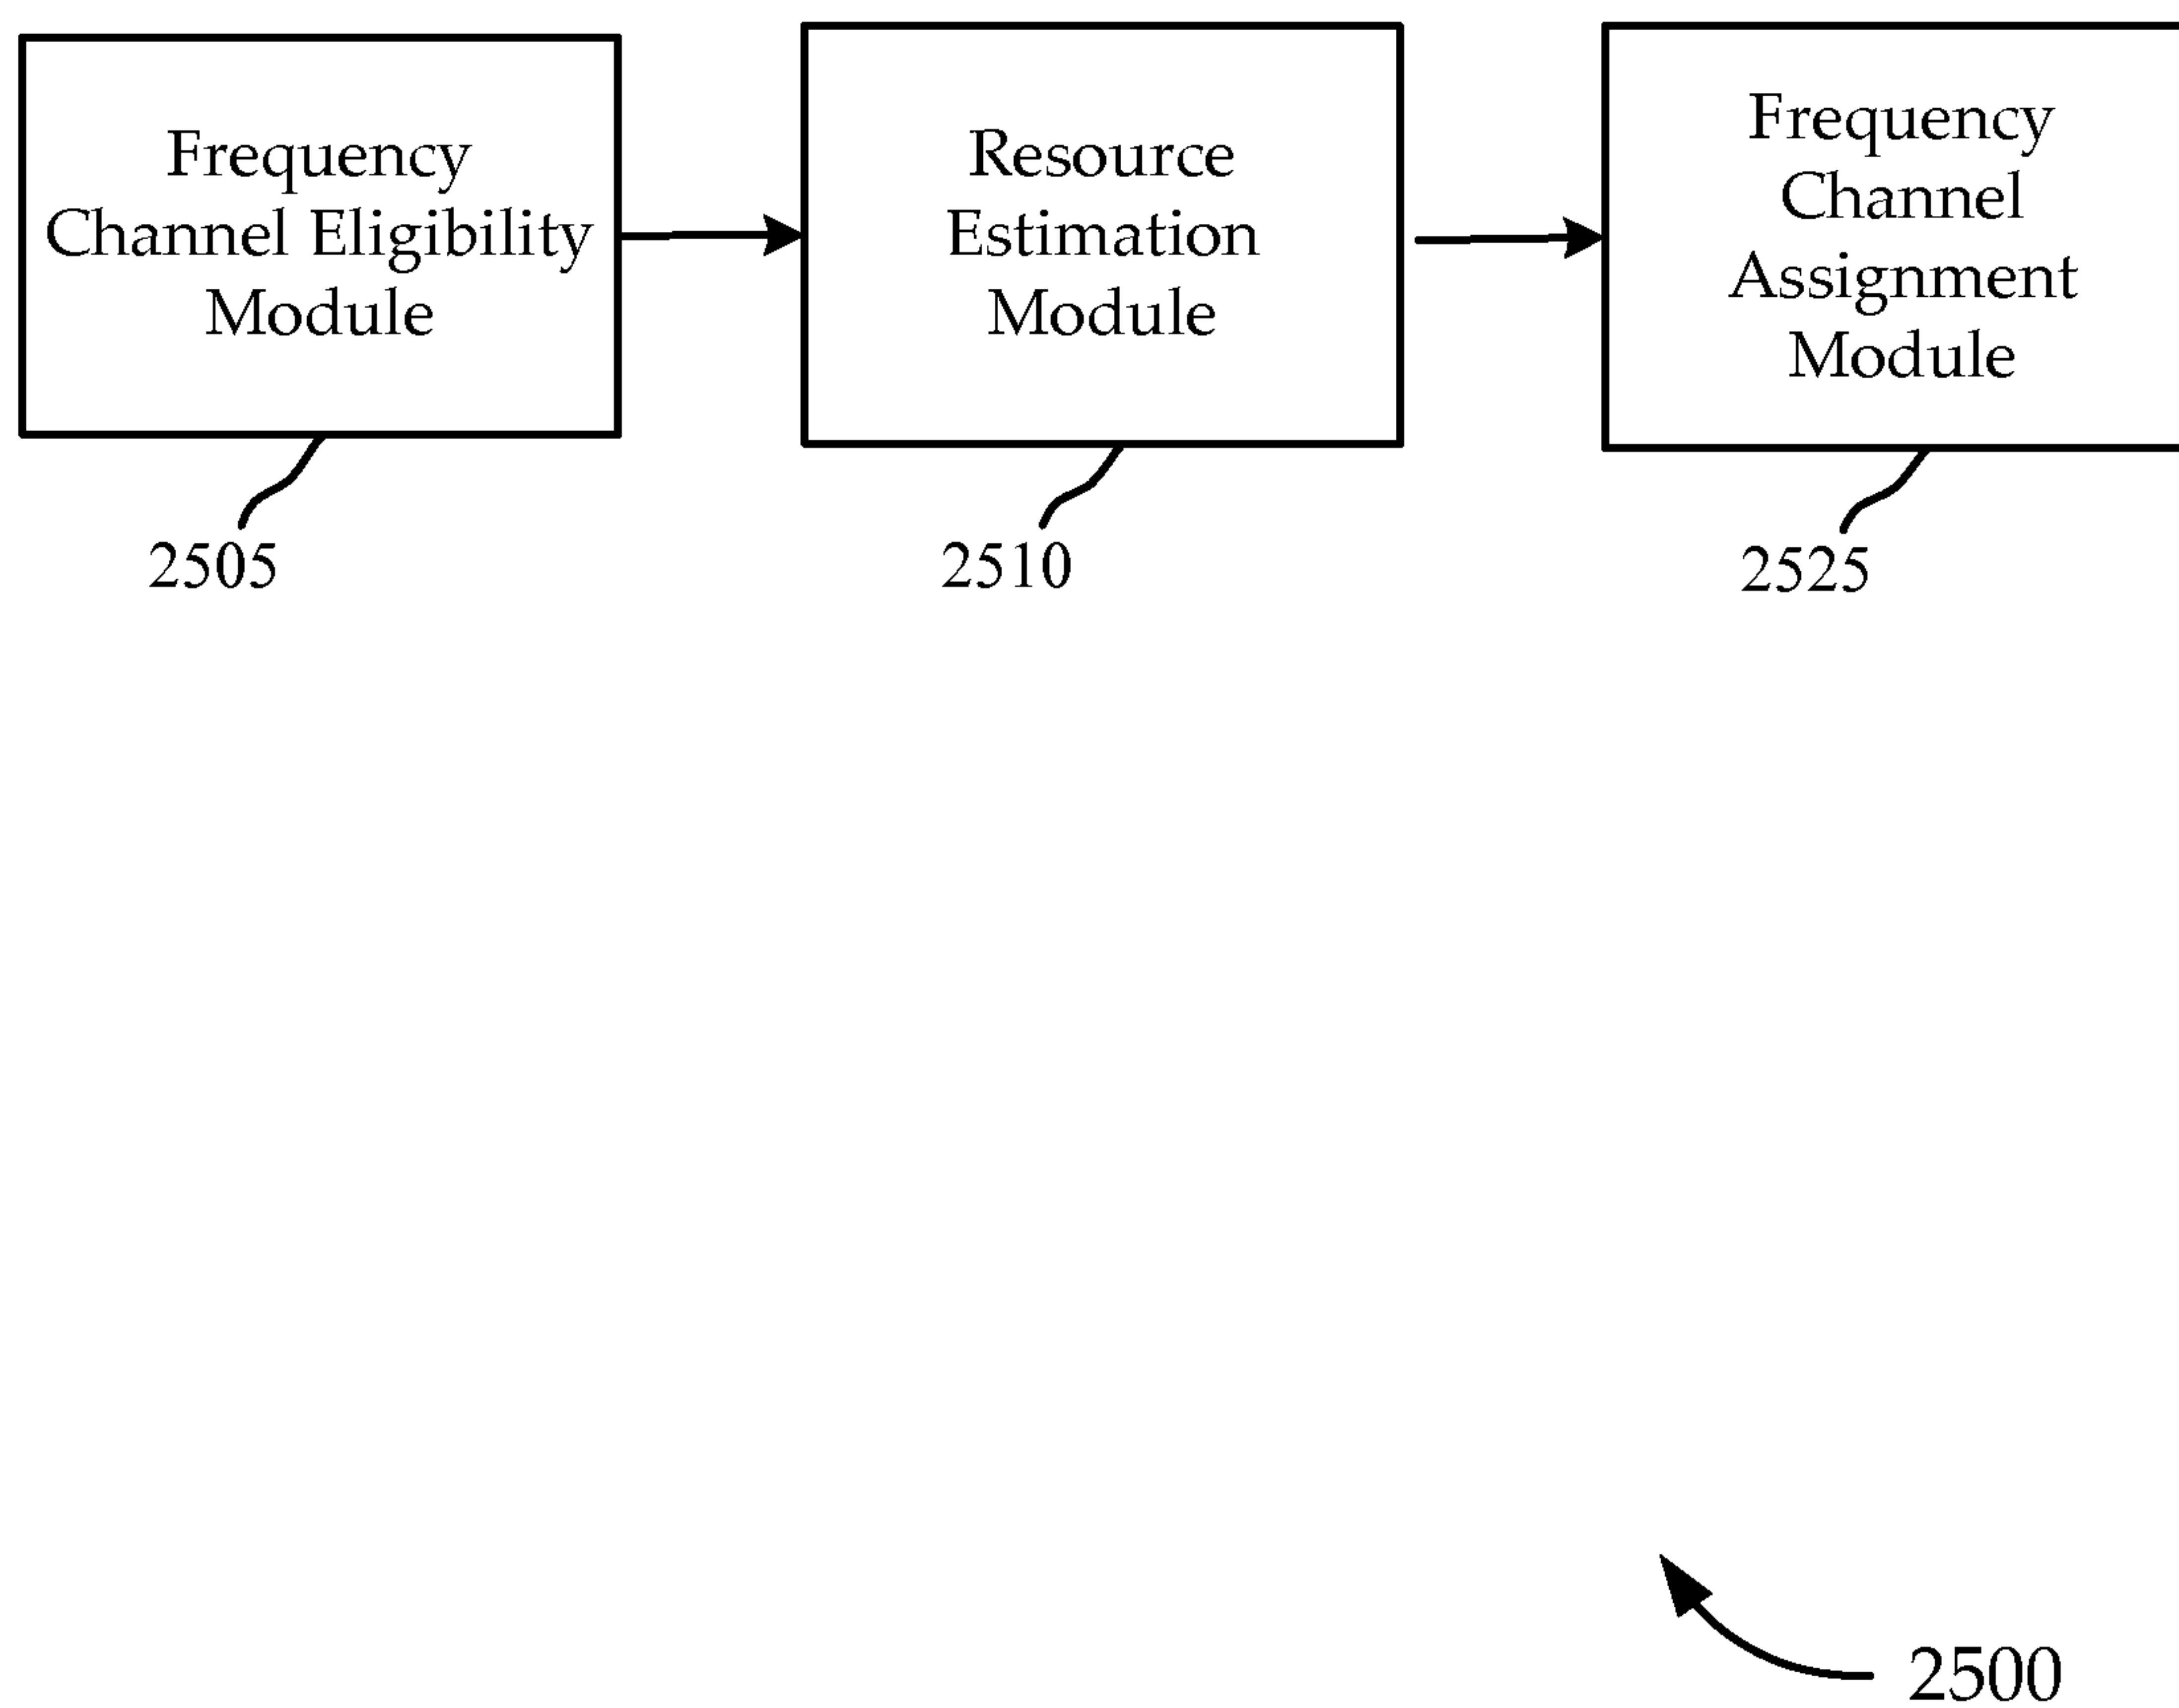 Frequency
Channel Eligibility
Module
Resource
Estimation
Module
Frequency
Channel
Assignment
Module
2505
2510
2525
2500